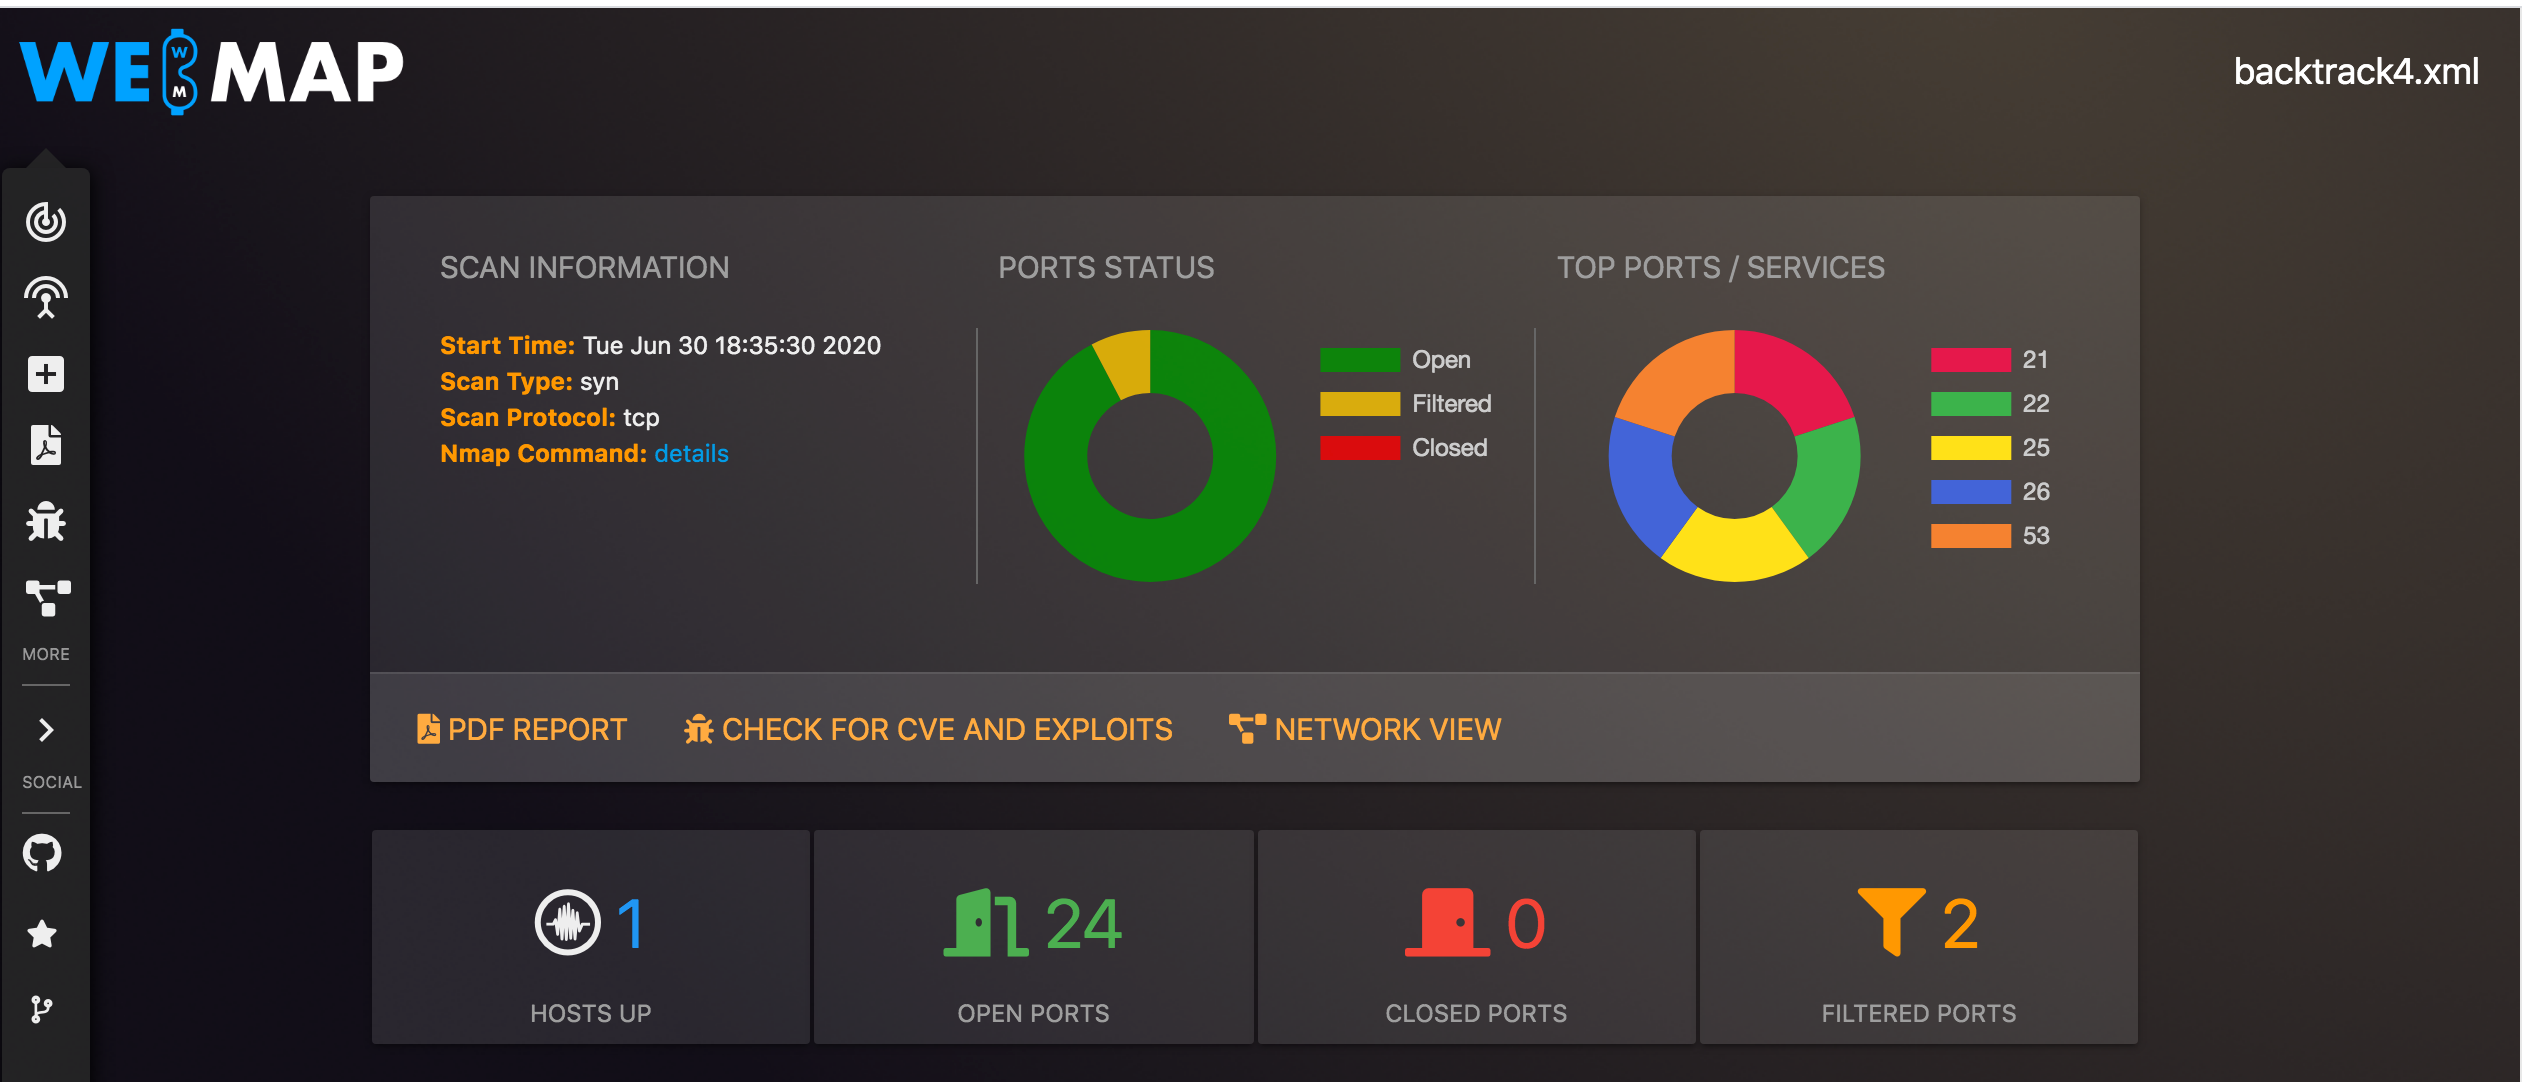 WEBMAP
W
M
backtrack4.xml
SCAN INFORMATION
Start Time: Tue Jun 30 18:35:30 2020
Scan Type: syn
Scan Protocol: tcp
Nmap Command: details
PORTS STATUS
Open
Filtered
Closed
TOP PORTS / SERVICES
21
22
25
26
53
MORE
SOCIAL
PDF REPORT
CHECK FOR CVE AND EXPLOITS
NETWORK VIEW
1
HOSTS UP
24
OPEN PORTS
0
CLOSED PORTS
2
FILTERED PORTS